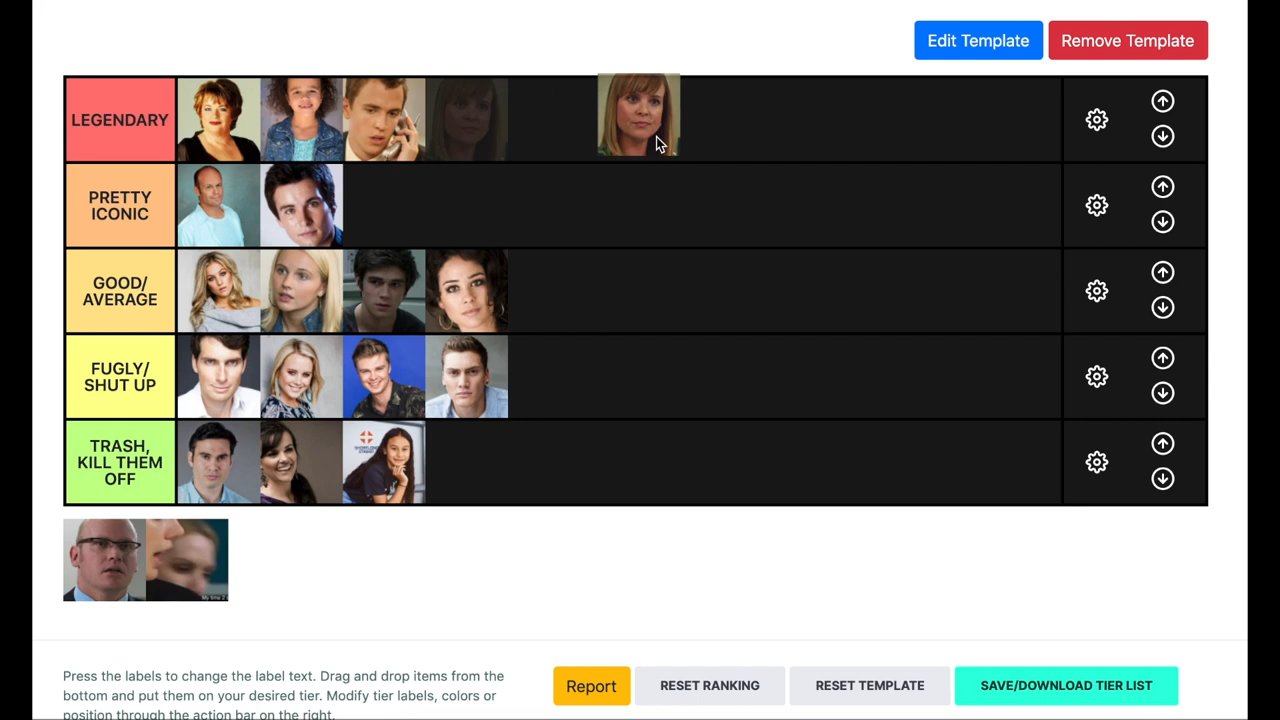 Edit Template
Remove Template
LEGENDARY
PRETTY
ICONIC
GOOD/
AVERAGE
FUGLY/
SHUT UP
TRASH,
KILL THEM
OFF
Press the labels to change the label text. Drag and drop items from the
bottom and put them on your desired tier. Modify tier labels, colors or
position through the action bar on the right.
Report
RESET RANKING
RESET TEMPLATE
SAVE/DOWNLOAD TIER LIST